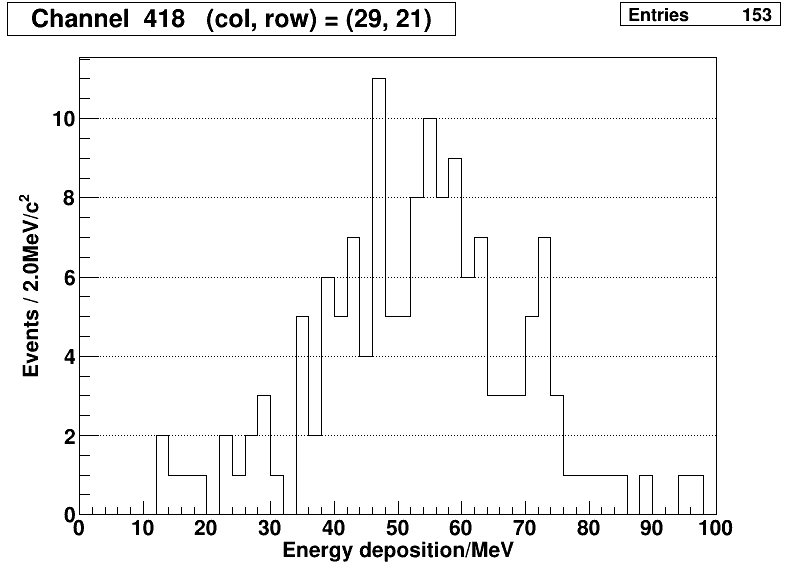 Channel  418   (col, row) = (29, 21)
Entries 153
10
8
6
4
2
0
Events / 2.0MeV/c²
0 10 20 30 40 50 60 70 80 90 100
Energy deposition/MeV